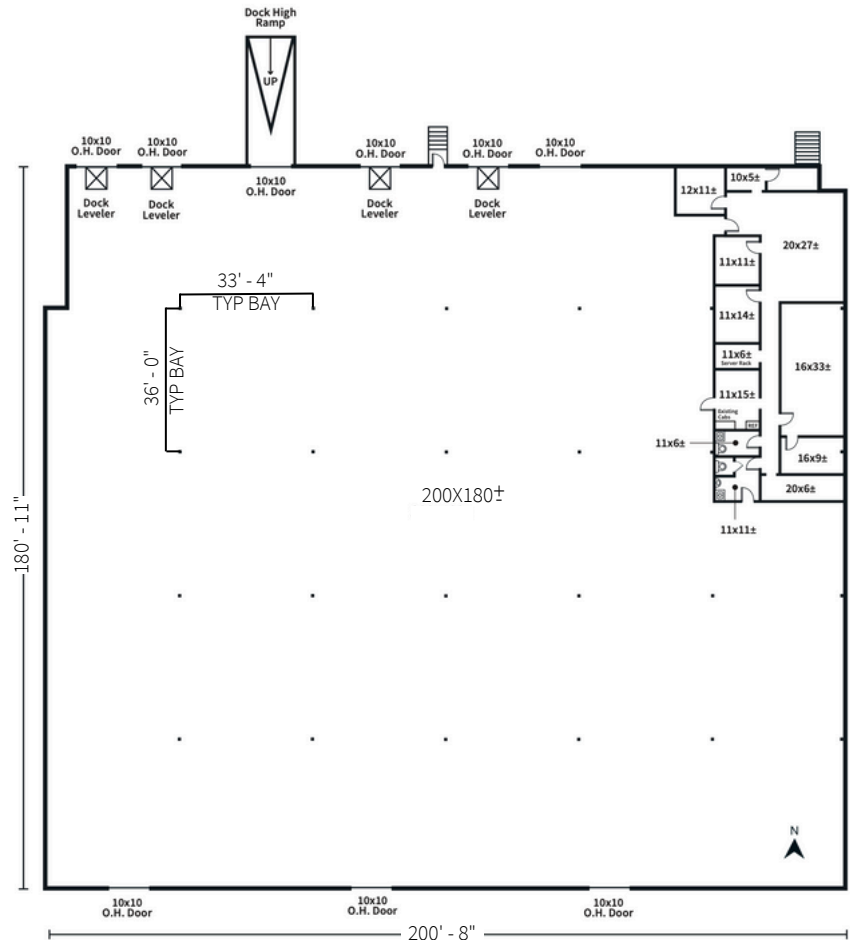 Dock High
Ramp
UP
10x10
O.H. Door
10x10
O.H. Door
10x10
O.H. Door
10x10
O.H. Door
10x10
O.H. Door
10x10
O.H. Door
Dock
Leveler
Dock
Leveler
Dock
Leveler
Dock
Leveler
12x11±
10x5±
20x27±
11x11±
33' - 4"
TYP BAY
36' - 0"
TYP BAY
11x14±
11x6±
Server Rack
16x33±
11x15±
Existing
Cabs
REF
11x6±
16x9±
20x6±
11x11±
200X180±
180' - 11"
N
10x10
O.H. Door
10x10
O.H. Door
10x10
O.H. Door
200' - 8"